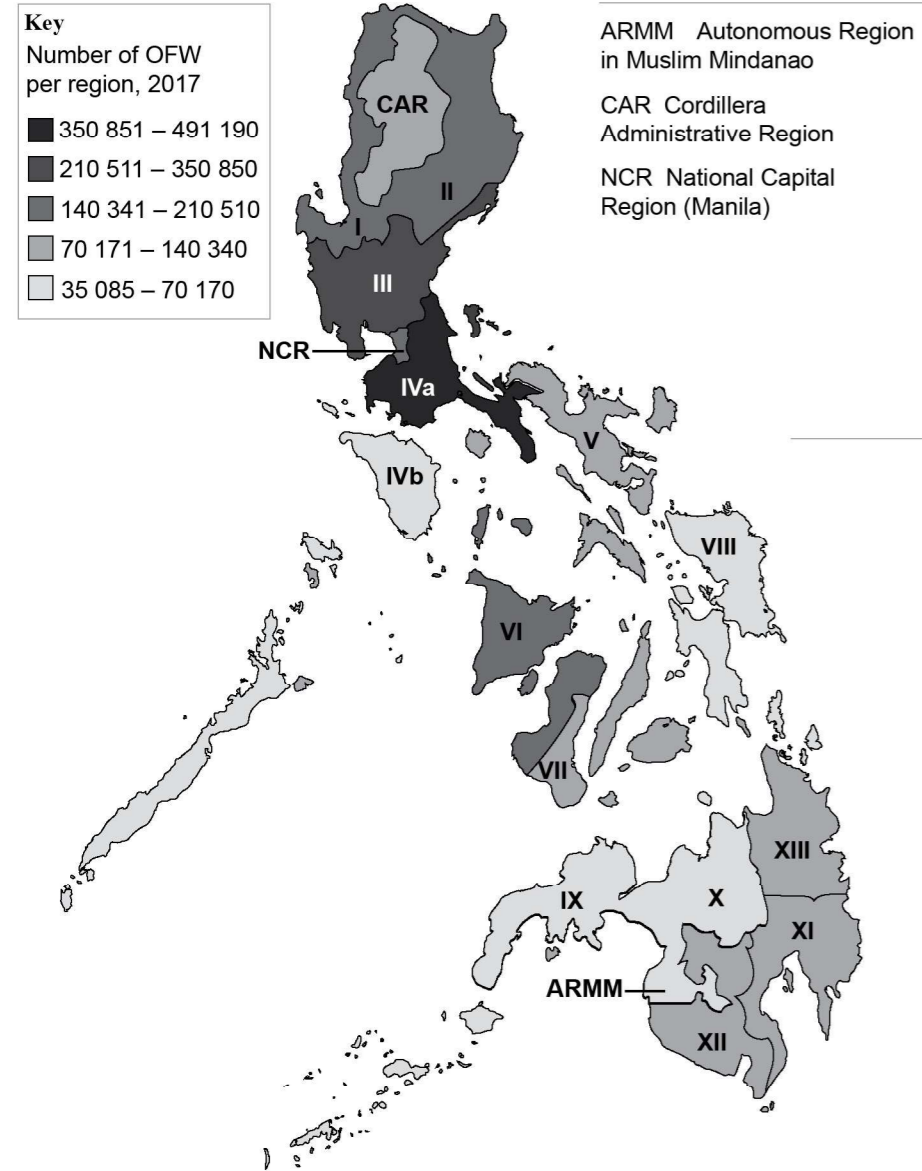 Key
Number of OFW
per region, 2017
350 851 – 491 190
210 511 – 350 850
140 341 – 210 510
70 171 – 140 340
35 085 – 70 170
ARMM Autonomous Region
in Muslim Mindanao
CAR Cordillera
Administrative Region
NCR National Capital
Region (Manila)
CAR
II
I
III
NCR
IVa
V
IVb
VIII
VI
VII
XIII
IX
X
XI
ARMM
XII